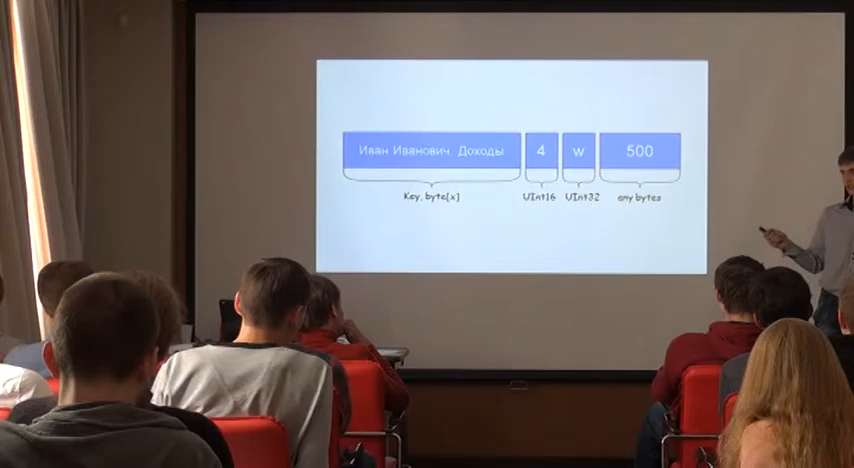 Иван Иванович Доходы 4 w 500
Key, byte[x] UInt16 UInt32 any bytes